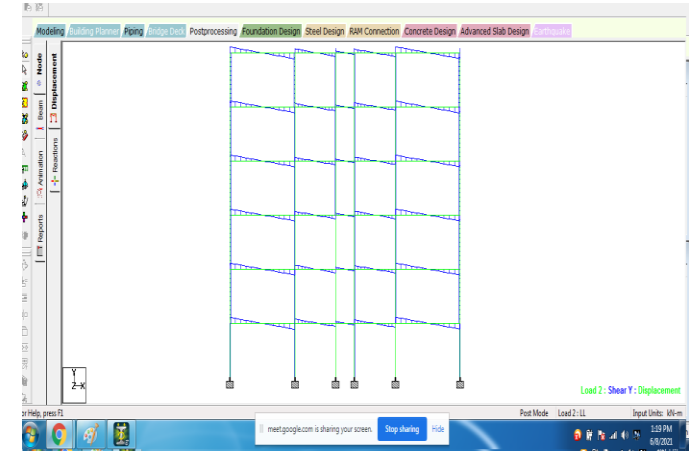 Modeling Building Planner Piping Bridge Deck Postprocessing Foundation Design Steel Design RAM Connection Concrete Design Advanced Slab Design Earthquake
Node
Displacement
Beam
Reactions
Animation
Reports
Y
Z X
Load 2 : Shear Y : Displacement
or Help, press F1
Post Mode
Load 2 : LL
Input Units: kN-m
meet.google.com is sharing your screen.
Stop sharing
Hide
1:19 PM
6/8/2021